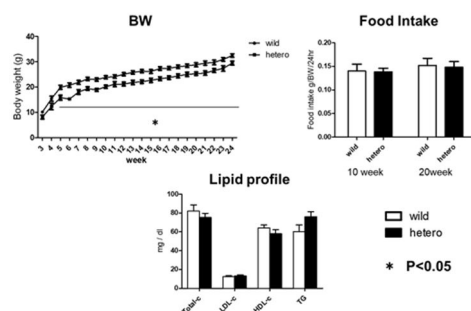 BW
wild
hetero
Body weight (g)
40
30
20
10
0
3 4 5 6 7 8 9 10 11 12 13 14 15 16 17 18 19 20 21 22 23 24
week
*
Food Intake
Food intake g/BW/24hr
0.20
0.15
0.10
0.05
0.00
wild
hetero
wild
hetero
10 week
20week
Lipid profile
mg / dl
100
80
60
40
20
0
Total-c
LDL-c
HDL-c
TG
wild
hetero
* P<0.05